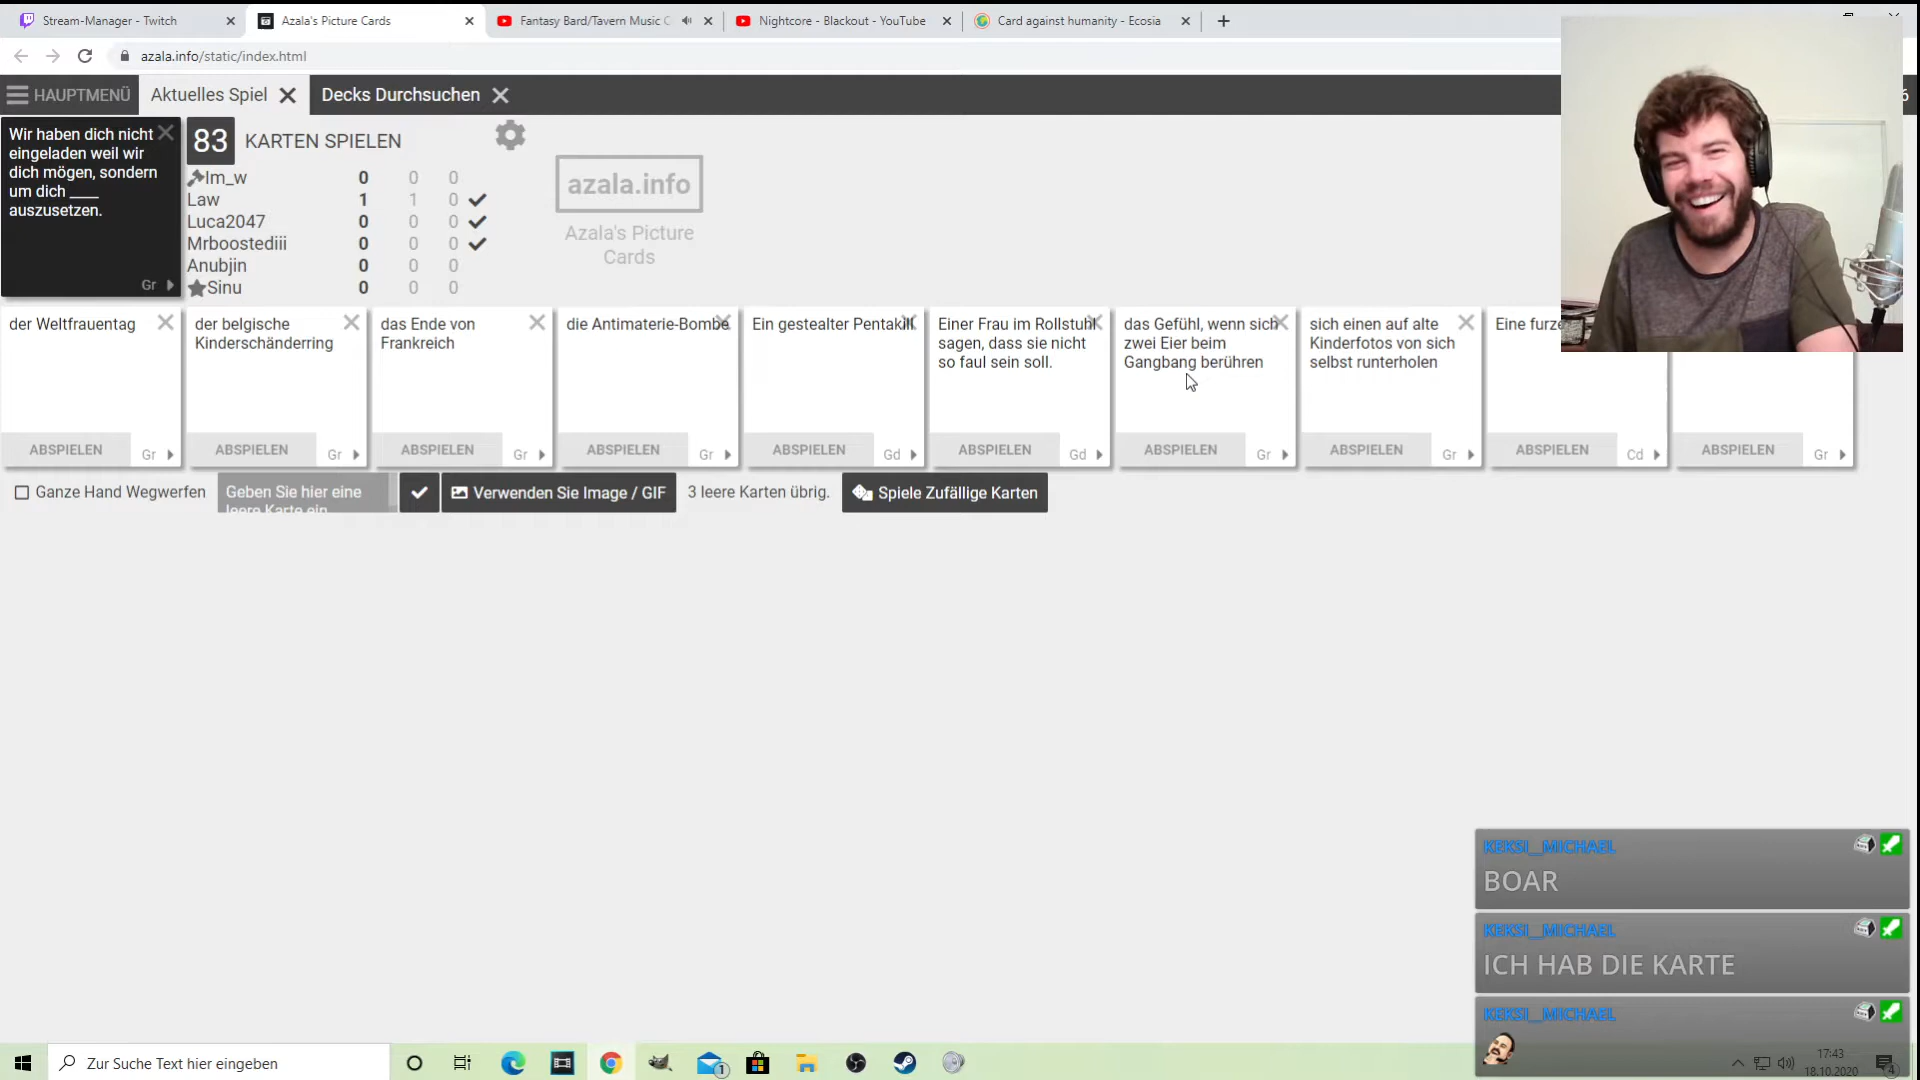 Stream-Manager - Twitch
Azala's Picture Cards
Fantasy Bard/Tavern Music C
Nightcore - Blackout - YouTube
Card against humanity - Ecosia
azala.info/static/index.html
HAUPTMENÜ
Aktuelles Spiel
Decks Durchsuchen
6
Wir haben dich nicht
eingeladen weil wir
dich mögen, sondern
um dich ____
auszusetzen.
Gr
83 KARTEN SPIELEN
Im_w 0 0 0
Law 1 1 0
Luca2047 0 0 0
Mrboostediii 0 0 0
Anubjin 0 0 0
Sinu 0 0 0
azala.info
Azala's Picture
Cards
der Weltfrauentag
ABSPIELEN
Gr
der belgische
Kinderschänderring
ABSPIELEN
Gr
das Ende von
Frankreich
ABSPIELEN
Gr
die Antimaterie-Bombe
ABSPIELEN
Gr
Ein gestealter Pentakill
ABSPIELEN
Gd
Einer Frau im Rollstuhl
sagen, dass sie nicht
so faul sein soll.
ABSPIELEN
Gd
das Gefühl, wenn sich
zwei Eier beim
Gangbang berühren
ABSPIELEN
Gr
sich einen auf alte
Kinderfotos von sich
selbst runterholen
ABSPIELEN
Gr
Eine furze
ABSPIELEN
Cd
ABSPIELEN
Gr
Ganze Hand Wegwerfen
Geben Sie hier eine
leere Karte ein
Verwenden Sie Image / GIF
3 leere Karten übrig.
Spiele Zufällige Karten
KEKSI__MICHAEL
BOAR
KEKSI__MICHAEL
ICH HAB DIE KARTE
KEKSI__MICHAEL
Zur Suche Text hier eingeben
1
17:43
18.10.2020
4